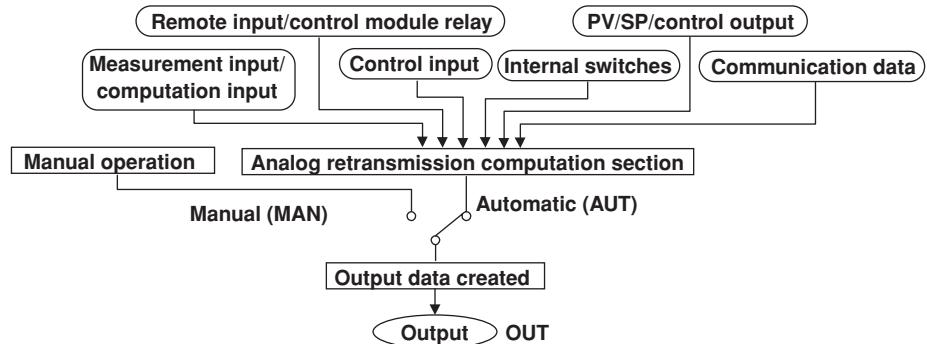 Remote input/control module relay
PV/SP/control output
Measurement input/
computation input
Control input
Internal switches
Communication data
Manual operation
Analog retransmission computation section
Manual (MAN)
Automatic (AUT)
Output data created
Output
OUT